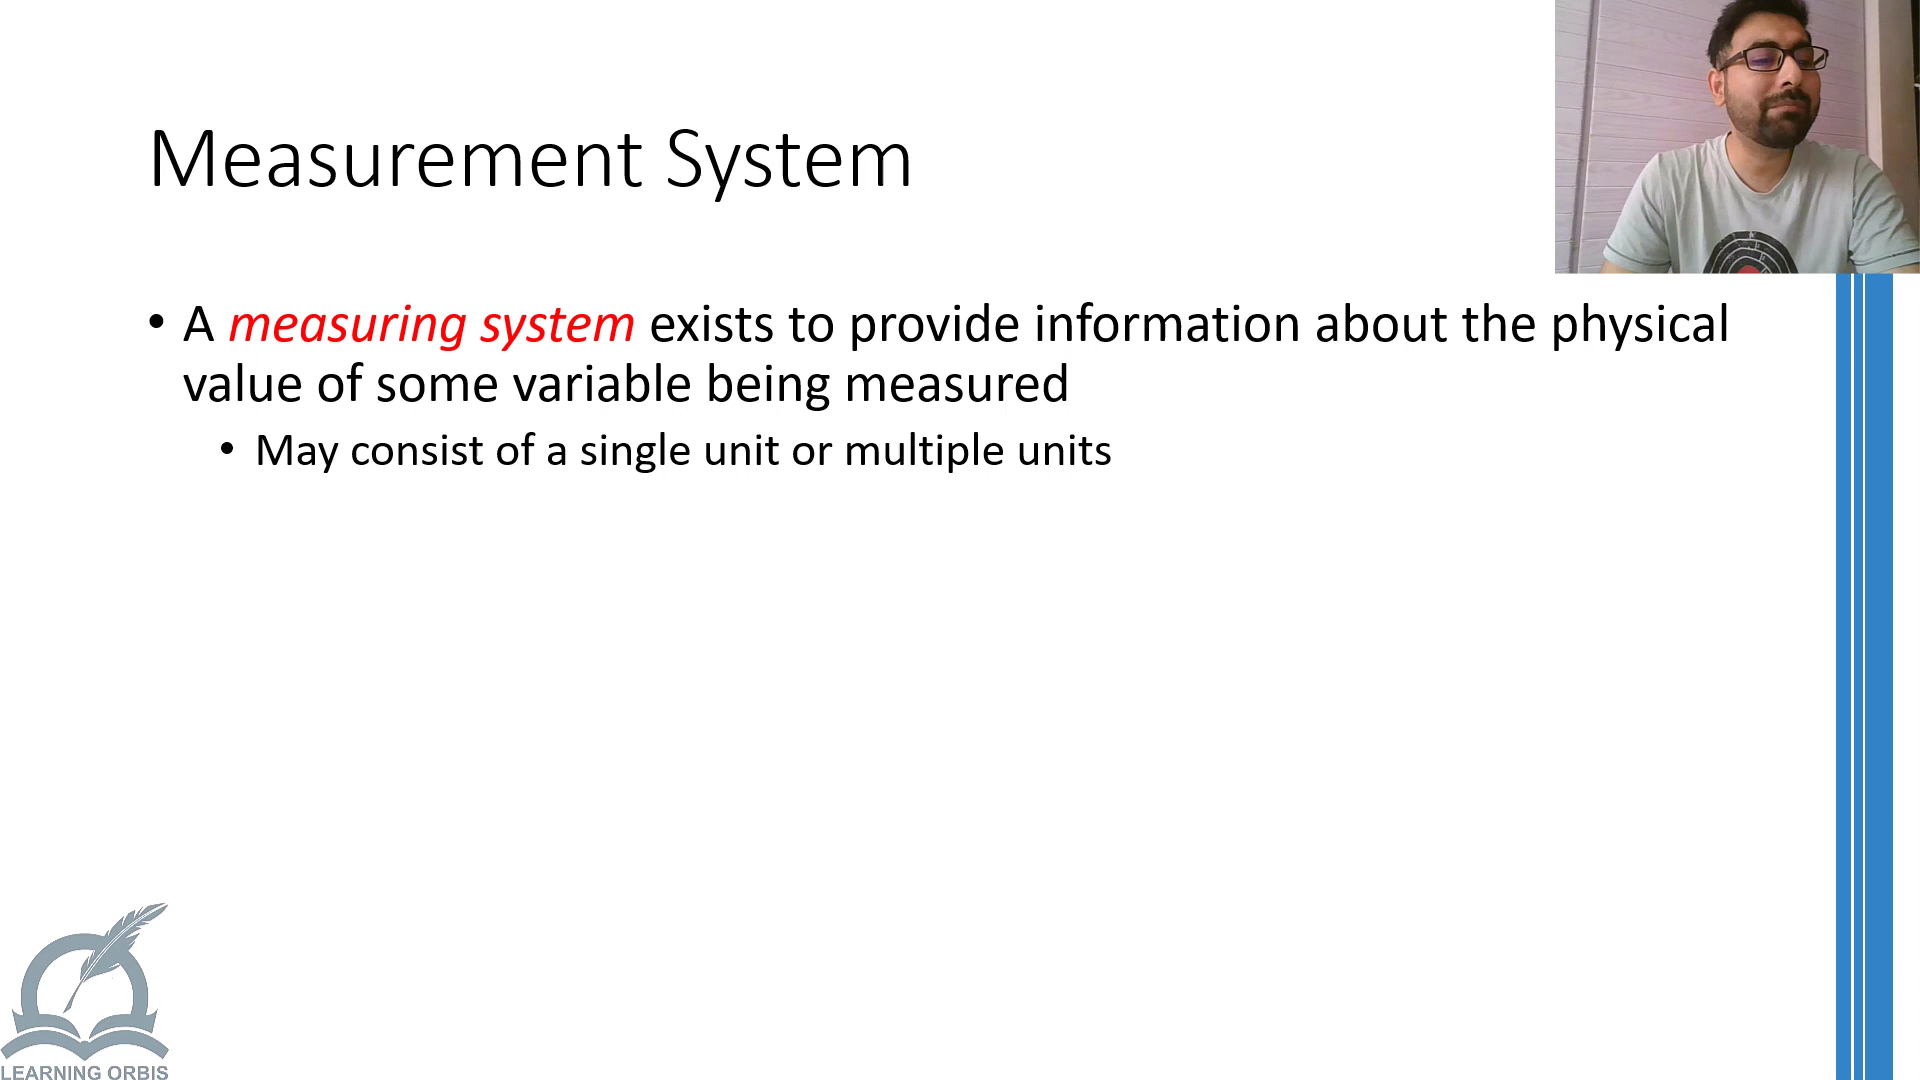 Measurement System
• A measuring system exists to provide information about the physical
value of some variable being measured
• May consist of a single unit or multiple units
LEARNING ORBIS